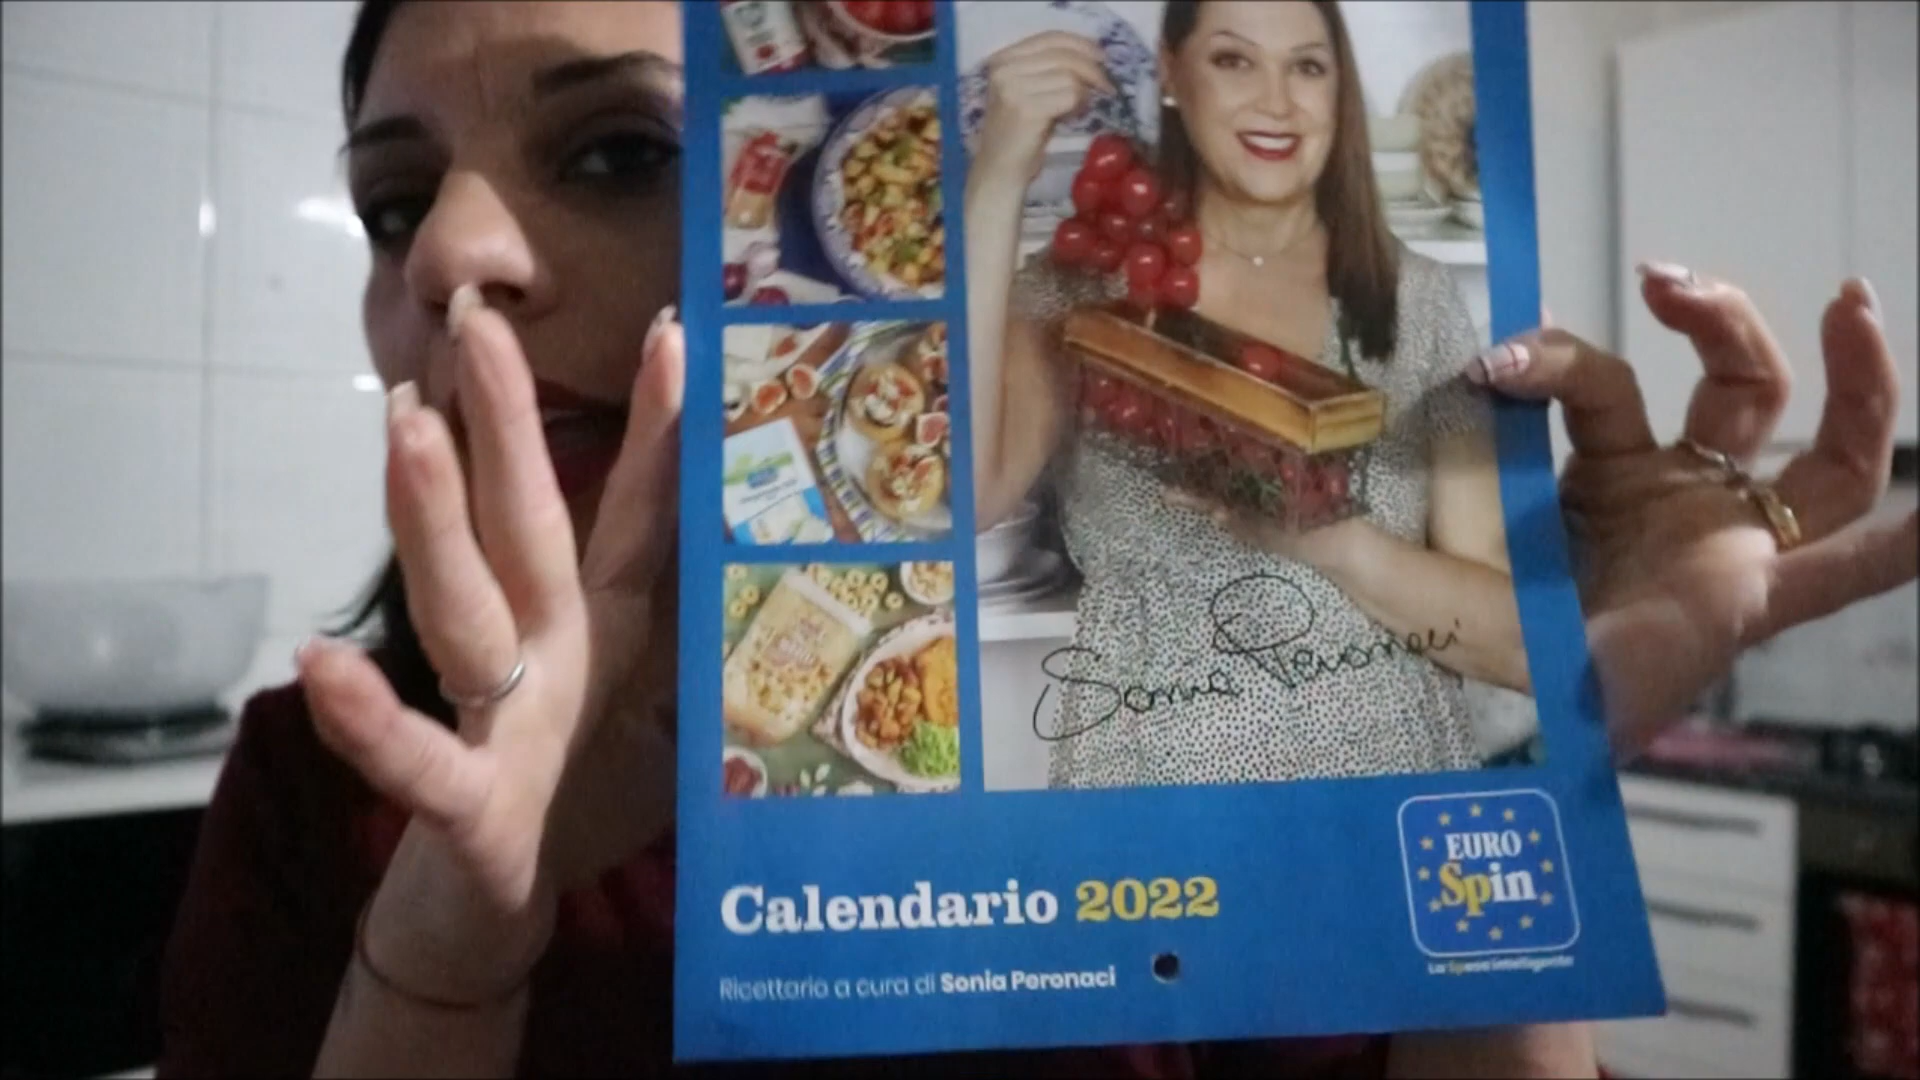 Sonia Peronaci
Calendario 2022
Ricettario a cura di Sonia Peronaci
EURO
Spin
La Spesa Intelligente